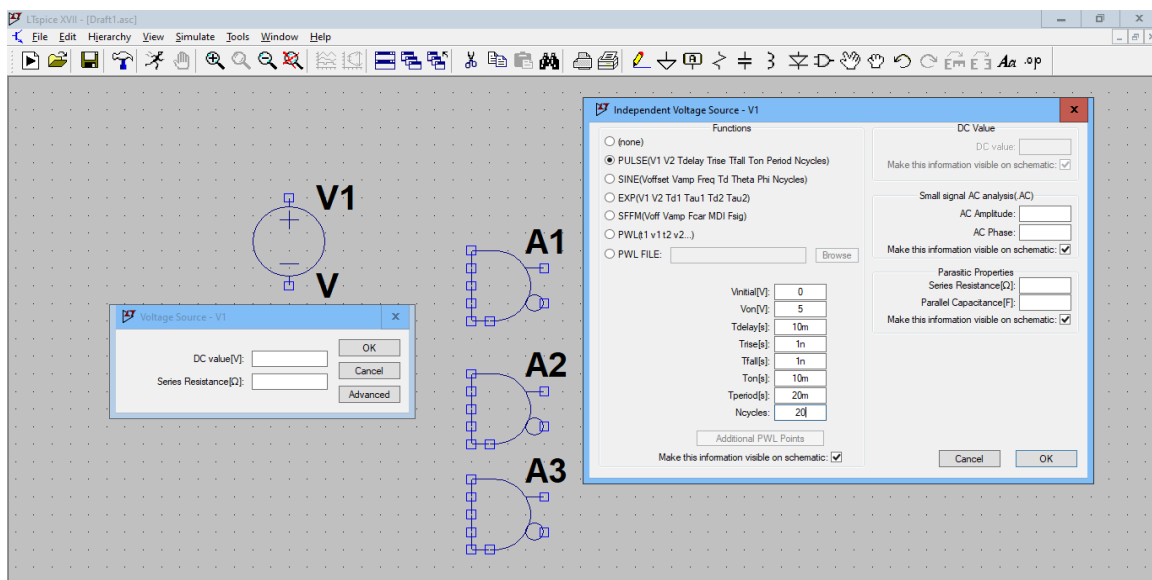 LTspice XVII - [Draft1.asc]
File Edit Hierarchy View Simulate Tools Window Help
Aa .op
V1
V
A1
A2
A3
Voltage Source - V1
DC value[V]:
Series Resistance[Ω]:
OK
Cancel
Advanced
Independent Voltage Source - V1
Functions
(none)
PULSE(V1 V2 Tdelay Trise Tfall Ton Period Ncycles)
SINE(Voffset Vamp Freq Td Theta Phi Ncycles)
EXP(V1 V2 Td1 Tau1 Td2 Tau2)
SFFM(Voff Vamp Fcar MDI Fsig)
PWL(t1 v1 t2 v2...)
PWL FILE: Browse
Vinitial[V]: 0
Von[V]: 5
Tdelay[s]: 10m
Trise[s]: 1n
Tfall[s]: 1n
Ton[s]: 10m
Tperiod[s]: 20m
Ncycles: 20
Additional PWL Points
Make this information visible on schematic:
DC Value
DC value:
Make this information visible on schematic:
Small signal AC analysis(.AC)
AC Amplitude:
AC Phase:
Make this information visible on schematic:
Parasitic Properties
Series Resistance[Ω]:
Parallel Capacitance[F]:
Make this information visible on schematic:
Cancel OK